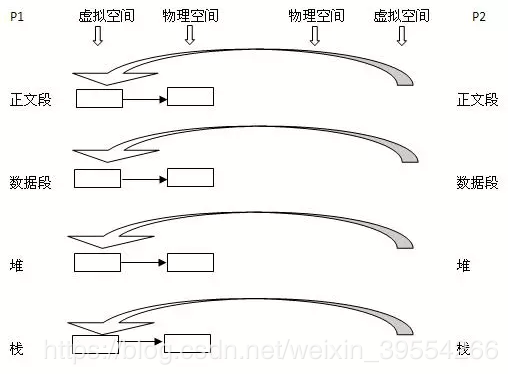 P1 虚拟空间 物理空间 物理空间 虚拟空间 P2
正文段 正文段
数据段 数据段
堆 堆
栈 栈
https://blog.csdn.net/weixin_39554266